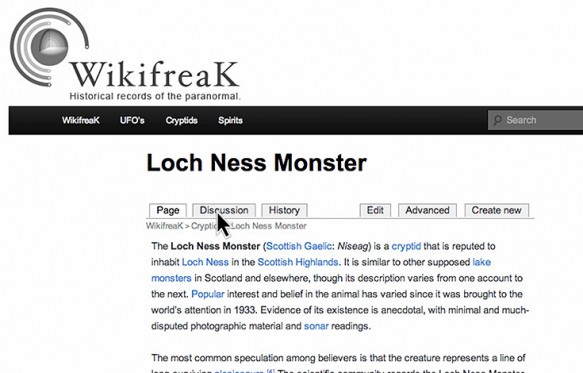 WikifreaK
Historical records of the paranormal.
WikifreaK UFO's Cryptids Spirits Search
Loch Ness Monster
Page Discussion History Edit Advanced Create new
WikifreaK > Loch Ness Monster
The Loch Ness Monster (Scottish Gaelic: Niseag) is a cryptid that is reputed to
inhabit Loch Ness in the Scottish Highlands. It is similar to other supposed lake
monsters in Scotland and elsewhere, though its description varies from one account to
the next. Popular interest and belief in the animal has varied since it was brought to the
world's attention in 1933. Evidence of its existence is anecdotal, with minimal and much-
disputed photographic material and sonar readings.
The most common speculation among believers is that the creature represents a line of